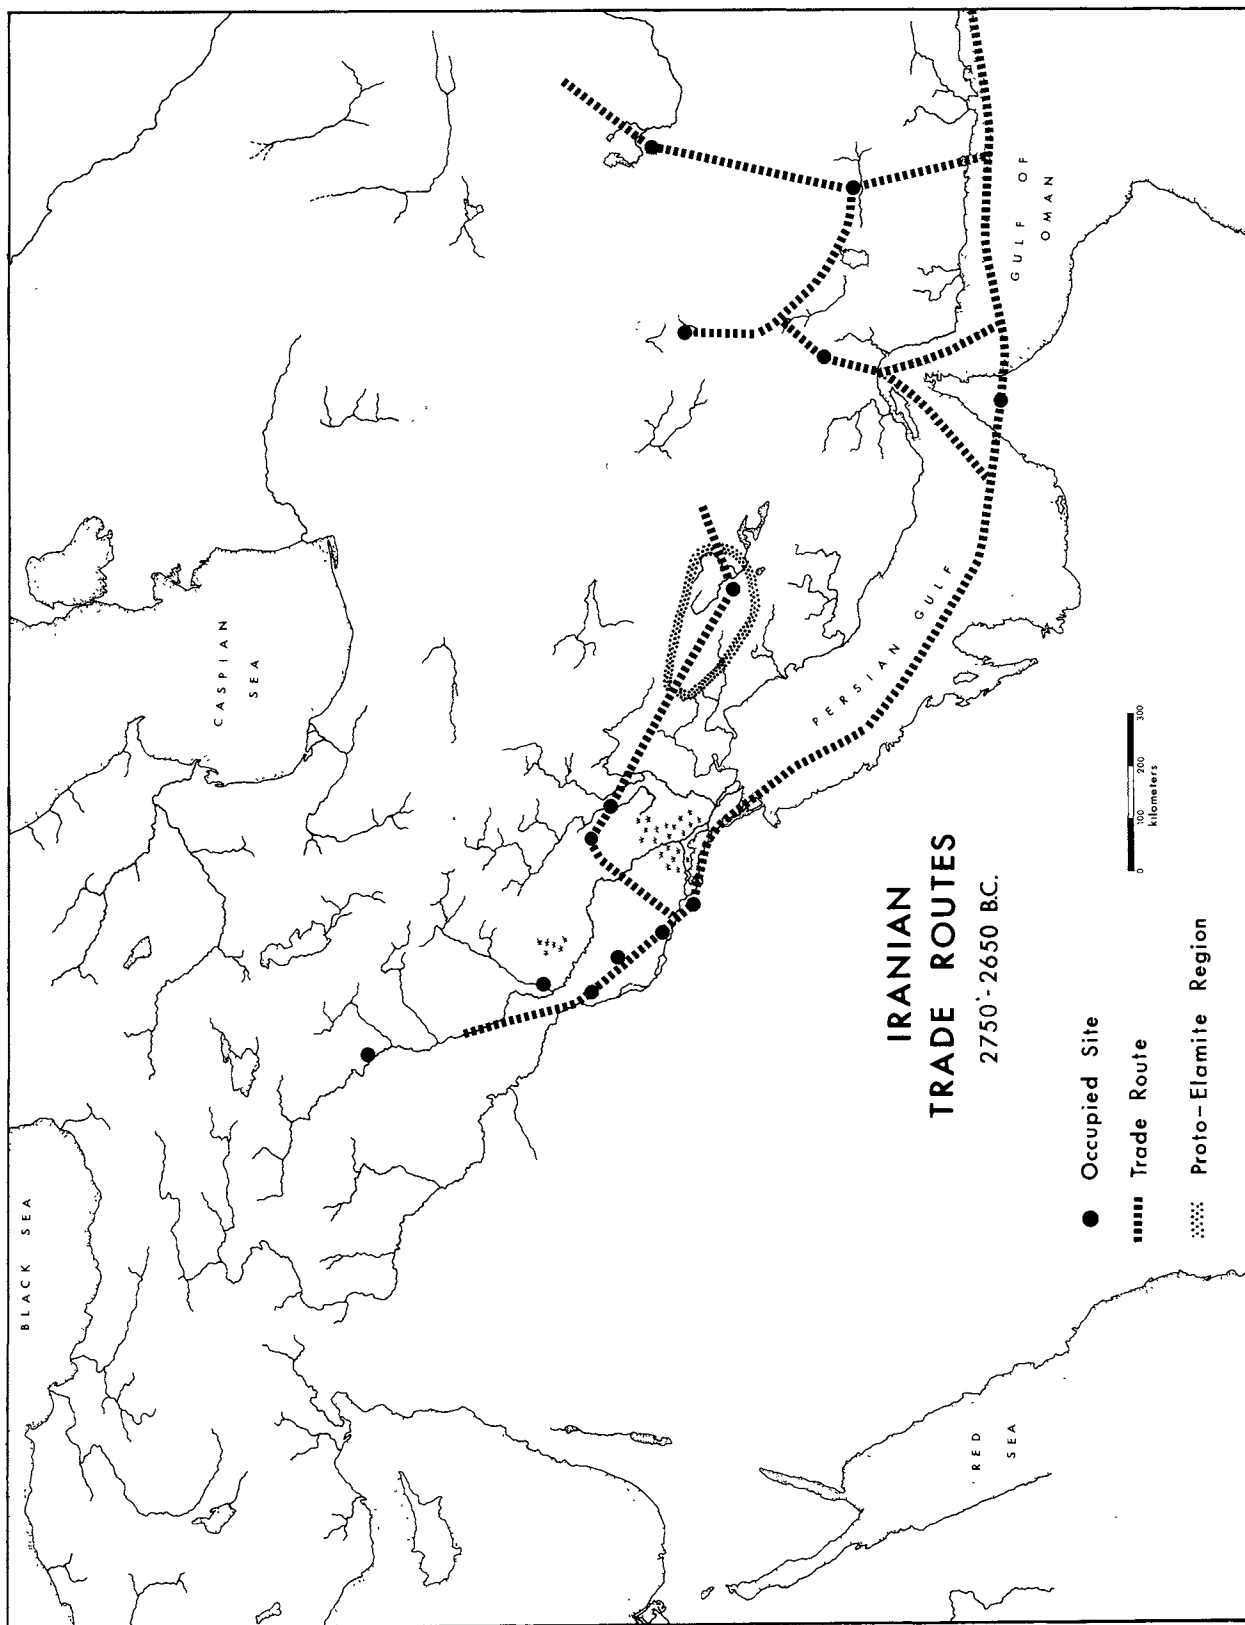 BLACK SEA
CASPIAN
SEA
PERSIAN GULF
GULF OF
OMAN
RED
SEA
IRANIAN
TRADE ROUTES
2750-2650 B.C.
0 100 200 300
kilometers
Occupied Site
Trade Route
Proto-Elamite Region